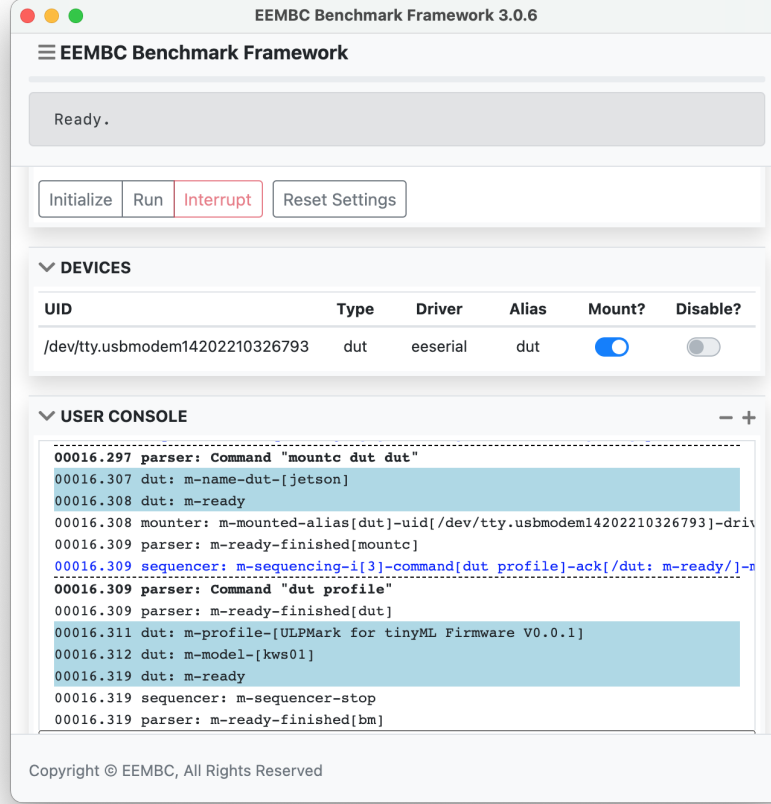 EEMBC Benchmark Framework 3.0.6
EEMBC Benchmark Framework
Ready.
Initialize Run Interrupt Reset Settings
DEVICES
UID Type Driver Alias Mount? Disable?
/dev/tty.usbmodem14202210326793 dut eeserial dut
USER CONSOLE
00016.297 parser: Command "mountc dut dut"
00016.307 dut: m-name-dut-[jetson]
00016.308 dut: m-ready
00016.308 mounter: m-mounted-alias[dut]-uid[/dev/tty.usbmodem14202210326793]-driv
00016.309 parser: m-ready-finished[mountc]
00016.309 sequencer: m-sequencing-i[3]-command[dut profile]-ack[/dut: m-ready/]-m
00016.309 parser: Command "dut profile"
00016.309 parser: m-ready-finished[dut]
00016.311 dut: m-profile-[ULPMark for tinyML Firmware V0.0.1]
00016.312 dut: m-model-[kws01]
00016.319 dut: m-ready
00016.319 sequencer: m-sequencer-stop
00016.319 parser: m-ready-finished[bm]
Copyright © EEMBC, All Rights Reserved